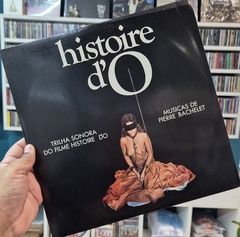 histoire
d'O
TRILHA SONORA
DO FILME HISTOIRE D'O
MUSICAS DE
PIERRE BACHELET